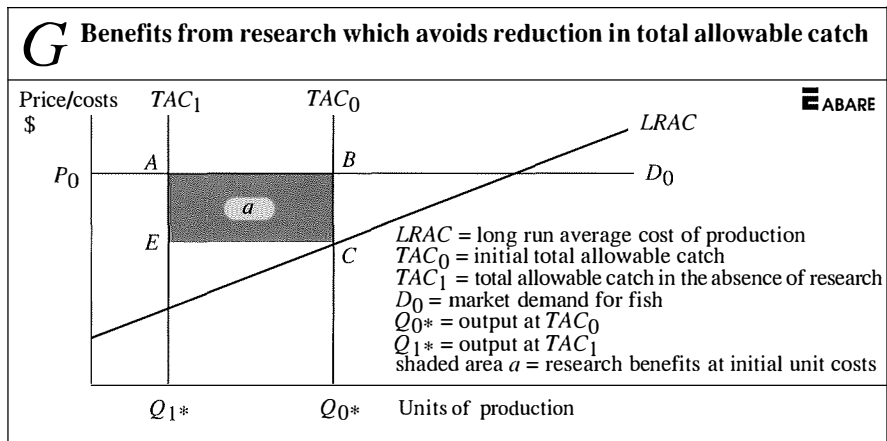 G Benefits from research which avoids reduction in total allowable catch
Price/costs
$
TAC1
TAC0
ABARE
LRAC
P0
A
B
D0
a
E
C
LRAC = long run average cost of production
TAC0 = initial total allowable catch
TAC1 = total allowable catch in the absence of research
D0 = market demand for fish
Q0* = output at TAC0
Q1* = output at TAC1
shaded area a = research benefits at initial unit costs
Q1*
Q0*
Units of production